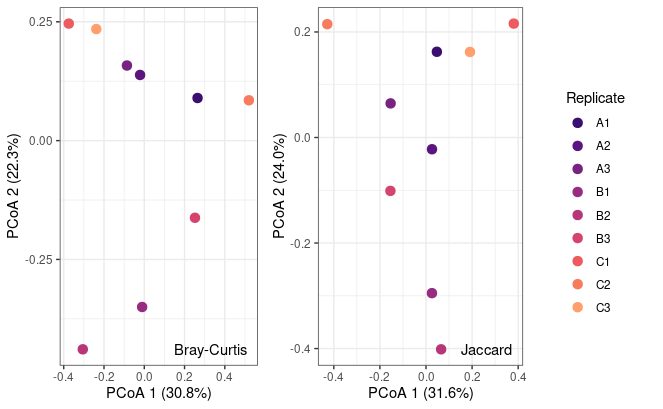 0.25
0.00
-0.25
PCoA 2 (22.3%)
-0.4
-0.2
0.0
0.2
0.4
PCoA 1 (30.8%)
Bray-Curtis
0.2
0.0
-0.2
-0.4
PCoA 2 (24.0%)
-0.4
-0.2
0.0
0.2
0.4
PCoA 1 (31.6%)
Jaccard
Replicate
A1
A2
A3
B1
B2
B3
C1
C2
C3